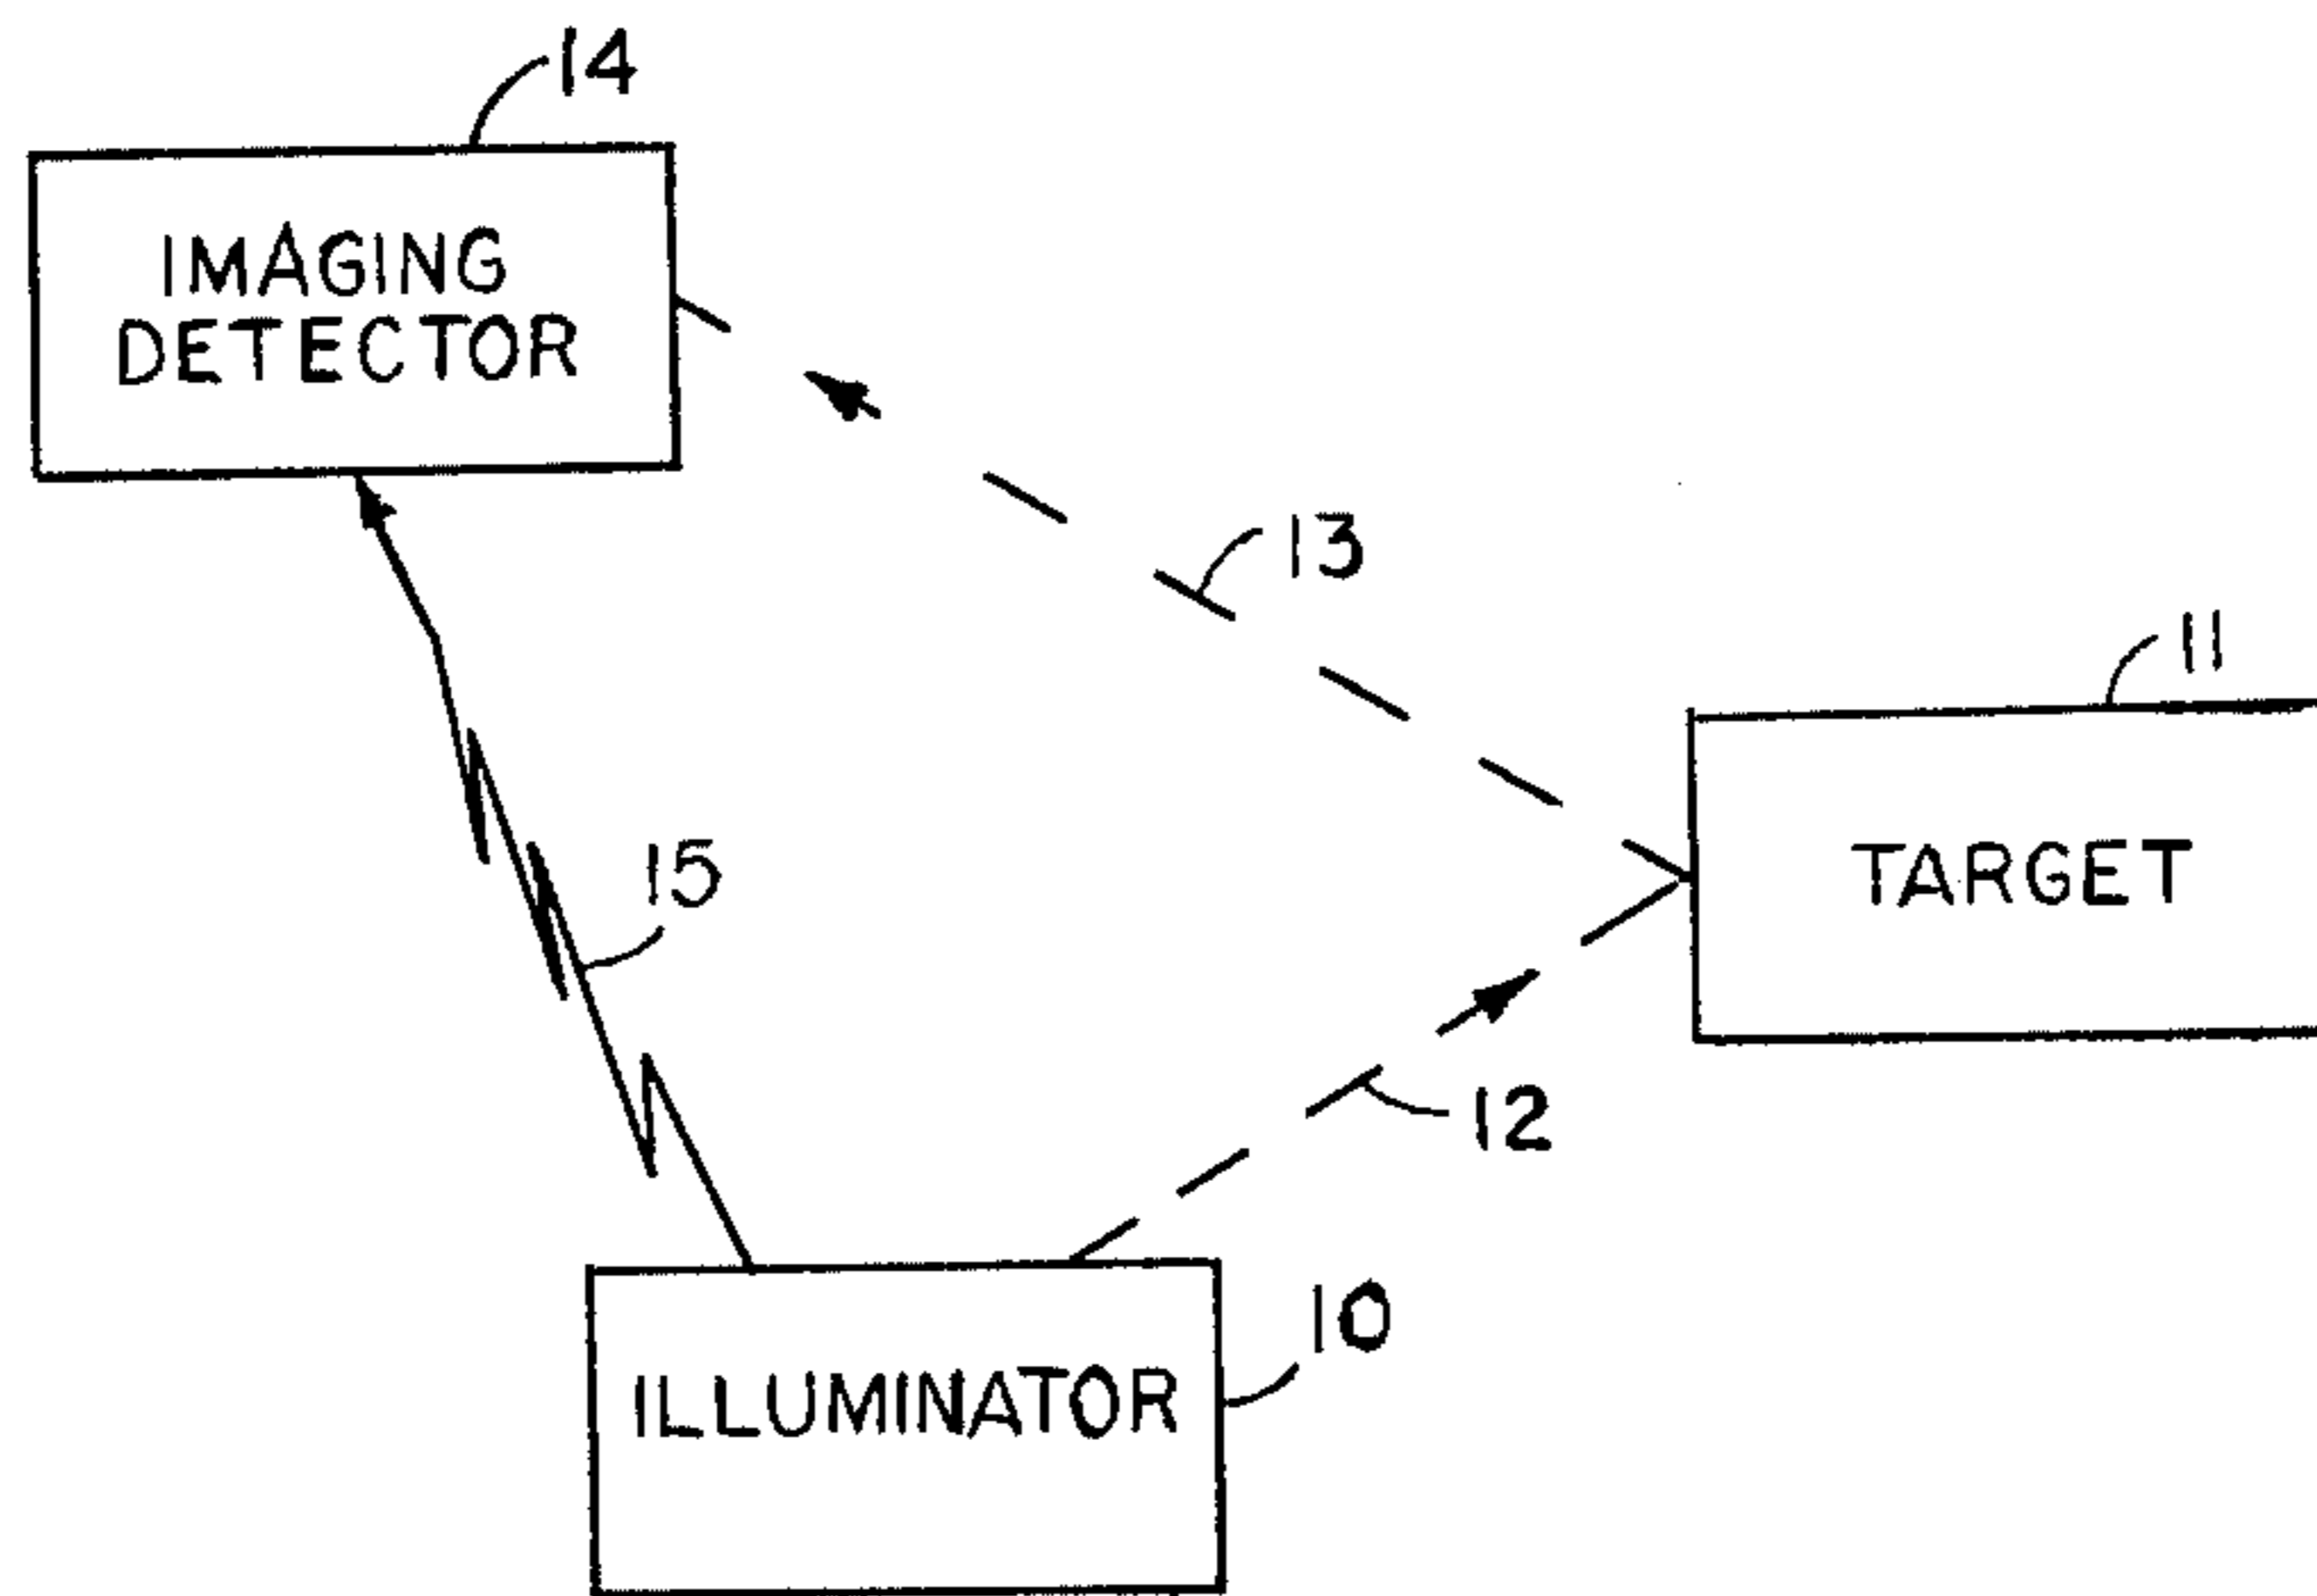 14
IMAGING
DETECTOR
13
11
15
TARGET
12
10
ILLUMINATOR